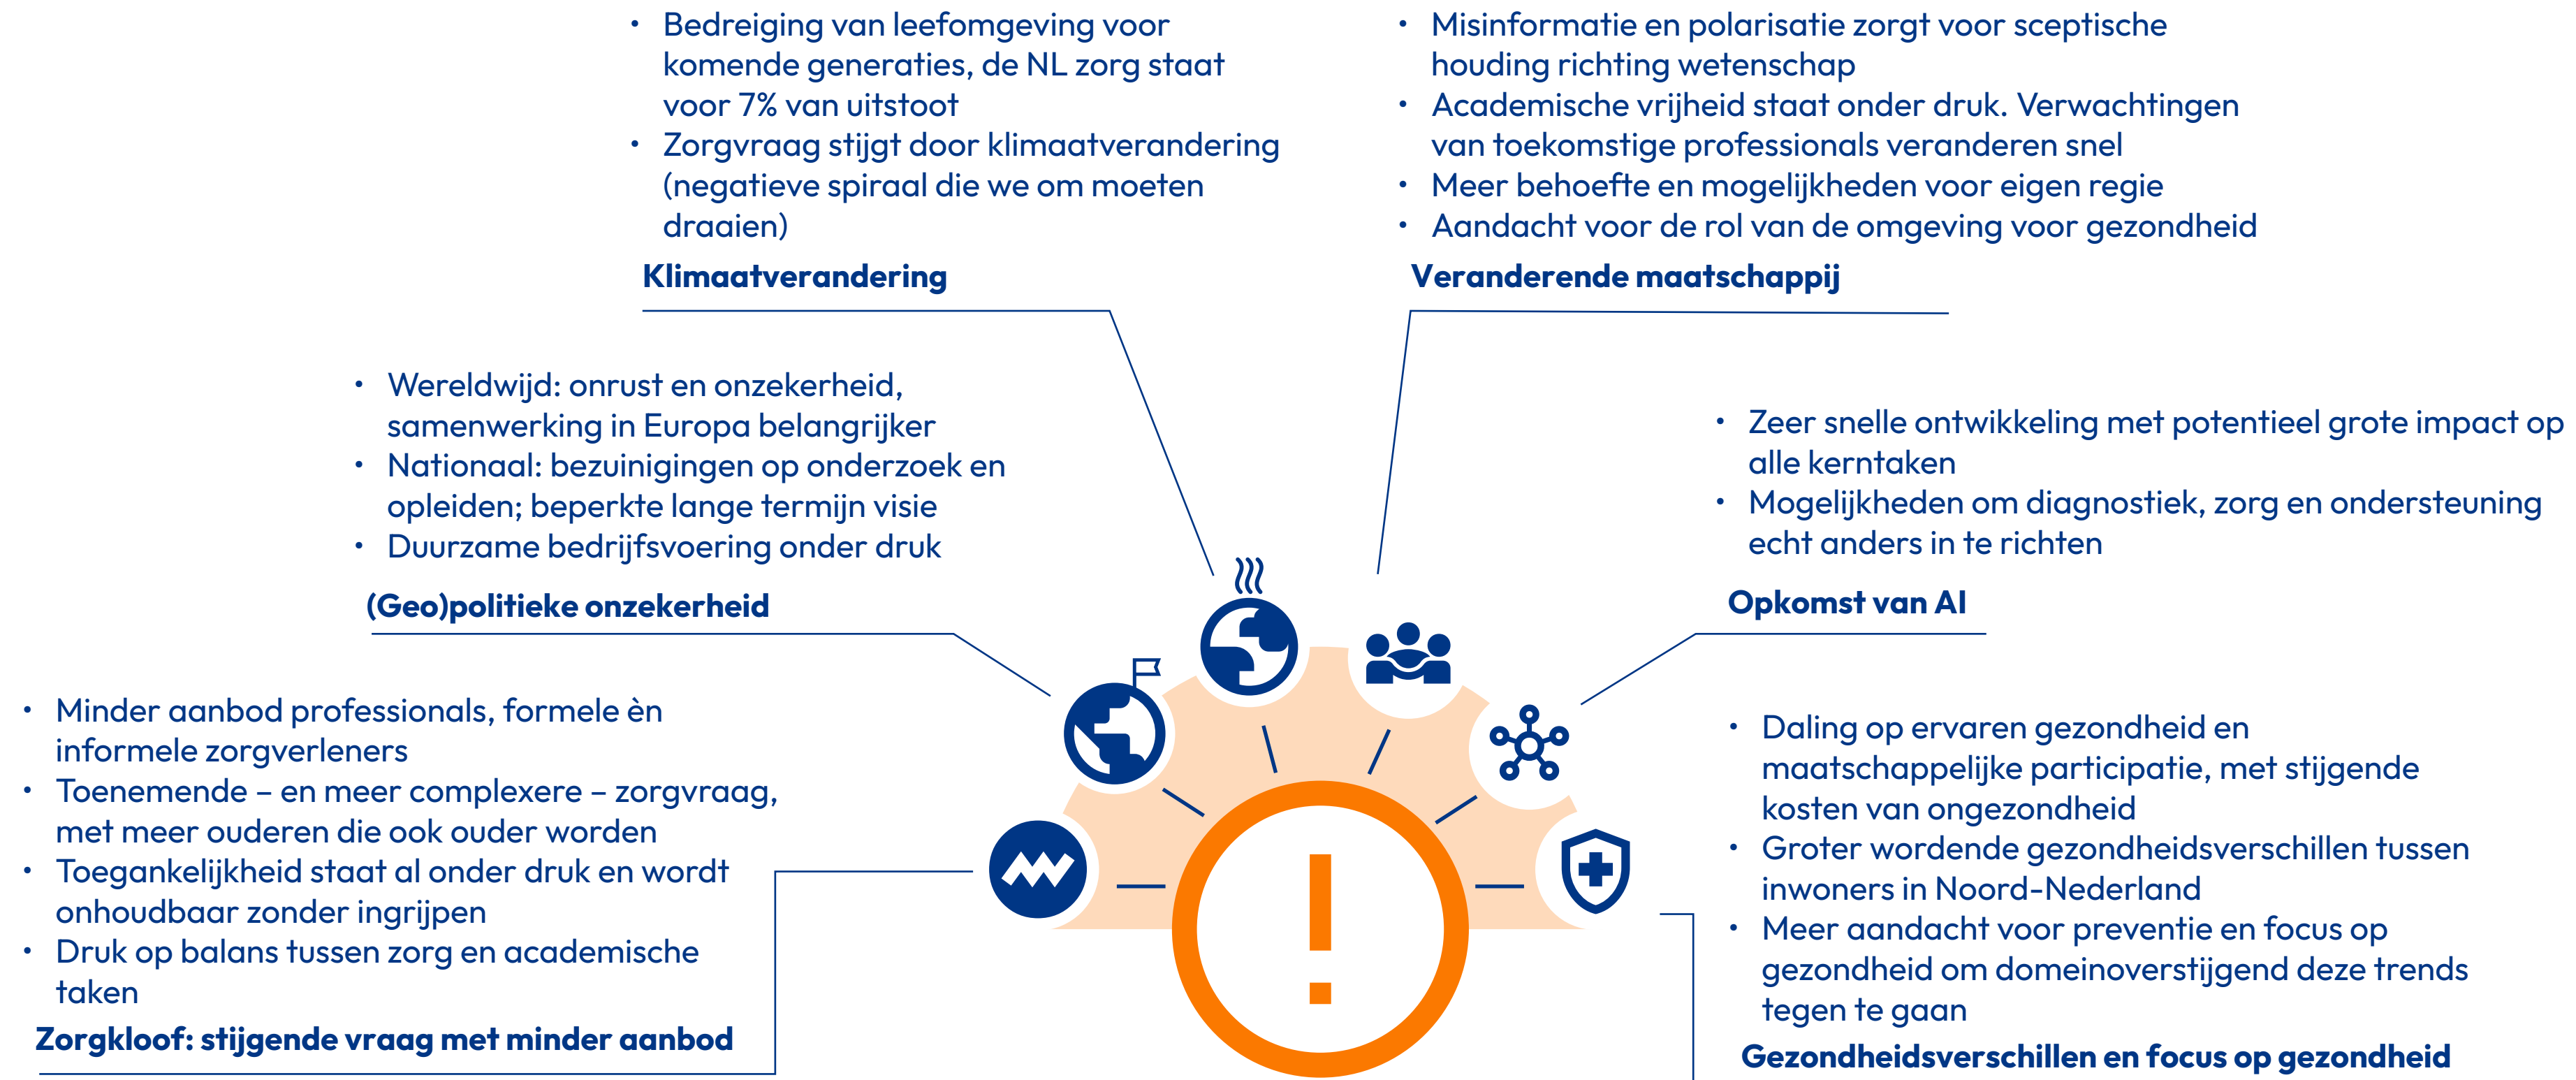 • Bedreiging van leefomgeving voor
komende generaties, de NL zorg staat
voor 7% van uitstoot
• Zorgvraag stijgt door klimaatverandering
(negatieve spiraal die we om moeten
draaien)
Klimaatverandering
• Misinformatie en polarisatie zorgt voor sceptische
houding richting wetenschap
• Academische vrijheid staat onder druk. Verwachtingen
van toekomstige professionals veranderen snel
• Meer behoefte en mogelijkheden voor eigen regie
• Aandacht voor de rol van de omgeving voor gezondheid
Veranderende maatschappij
• Wereldwijd: onrust en onzekerheid,
samenwerking in Europa belangrijker
• Nationaal: bezuinigingen op onderzoek en
opleiden; beperkte lange termijn visie
• Duurzame bedrijfsvoering onder druk
(Geo)politieke onzekerheid
• Zeer snelle ontwikkeling met potentieel grote impact op
alle kerntaken
• Mogelijkheden om diagnostiek, zorg en ondersteuning
echt anders in te richten
Opkomst van AI
• Minder aanbod professionals, formele èn
informele zorgverleners
• Toenemende – en meer complexere – zorgvraag,
met meer ouderen die ook ouder worden
• Toegankelijkheid staat al onder druk en wordt
onhoudbaar zonder ingrijpen
• Druk op balans tussen zorg en academische
taken
Zorgkloof: stijgende vraag met minder aanbod
• Daling op ervaren gezondheid en
maatschappelijke participatie, met stijgende
kosten van ongezondheid
• Groter wordende gezondheidsverschillen tussen
inwoners in Noord-Nederland
• Meer aandacht voor preventie en focus op
gezondheid om domeinoverstijgend deze trends
tegen te gaan
Gezondheidsverschillen en focus op gezondheid
!